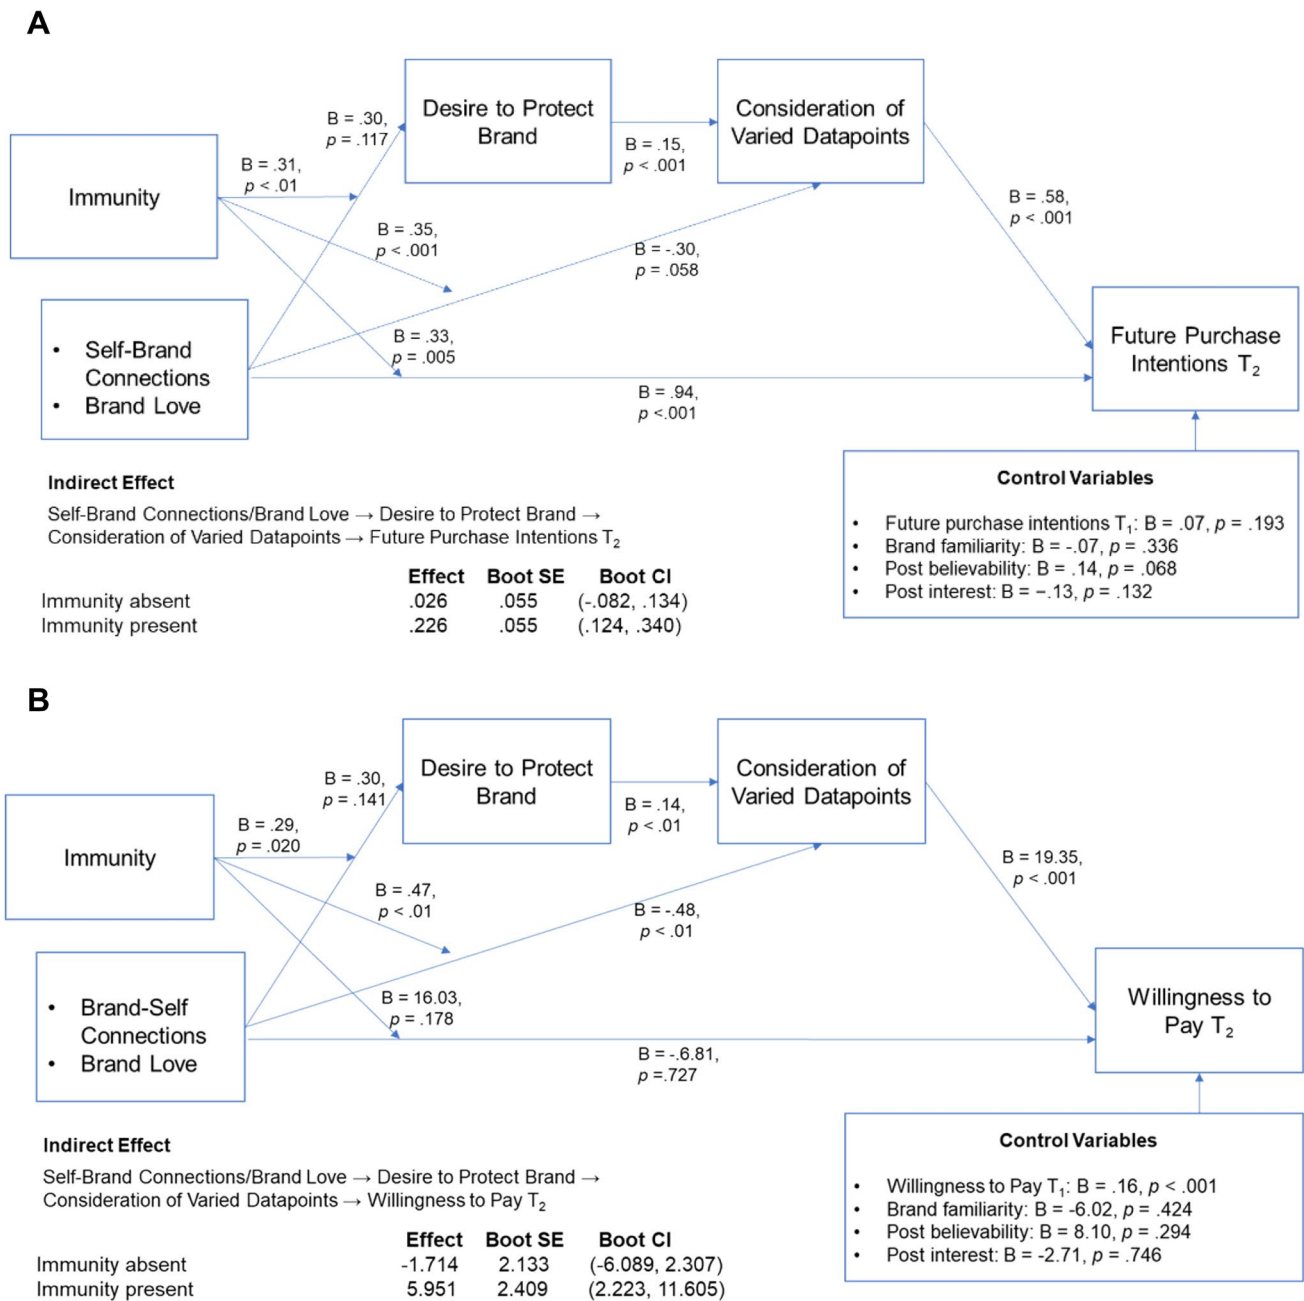 A
Desire to Protect
Brand
Consideration of
Varied Datapoints
B = .30,
p = .117
B = .15,
p < .001
Immunity
B = .31,
p < .01
B = .58,
p < .001
B = .35,
p < .001
B = -.30,
p = .058
• Self-Brand
Connections
• Brand Love
B = .33,
p = .005
Future Purchase
Intentions T2
B = .94,
p <.001
Indirect Effect
Self-Brand Connections/Brand Love → Desire to Protect Brand →
Consideration of Varied Datapoints → Future Purchase Intentions T2
Effect Boot SE Boot CI
Immunity absent .026 .055 (-.082, .134)
Immunity present .226 .055 (.124, .340)
Control Variables
• Future purchase intentions T1: B = .07, p = .193
• Brand familiarity: B = -.07, p = .336
• Post believability: B = .14, p = .068
• Post interest: B = −.13, p = .132
B
Desire to Protect
Brand
Consideration of
Varied Datapoints
B = .30,
p = .141
B = .14,
p < .01
Immunity
B = .29,
p = .020
B = 19.35,
p < .001
B = .47,
p < .01
B = -.48,
p < .01
• Brand-Self
Connections
• Brand Love
B = 16.03,
p = .178
Willingness to
Pay T2
B = -.6.81,
p =.727
Indirect Effect
Self-Brand Connections/Brand Love → Desire to Protect Brand →
Consideration of Varied Datapoints → Willingness to Pay T2
Effect Boot SE Boot CI
Immunity absent -1.714 2.133 (-6.089, 2.307)
Immunity present 5.951 2.409 (2.223, 11.605)
Control Variables
• Willingness to Pay T1: B = .16, p < .001
• Brand familiarity: B = -6.02, p = .424
• Post believability: B = 8.10, p = .294
• Post interest: B = -2.71, p = .746